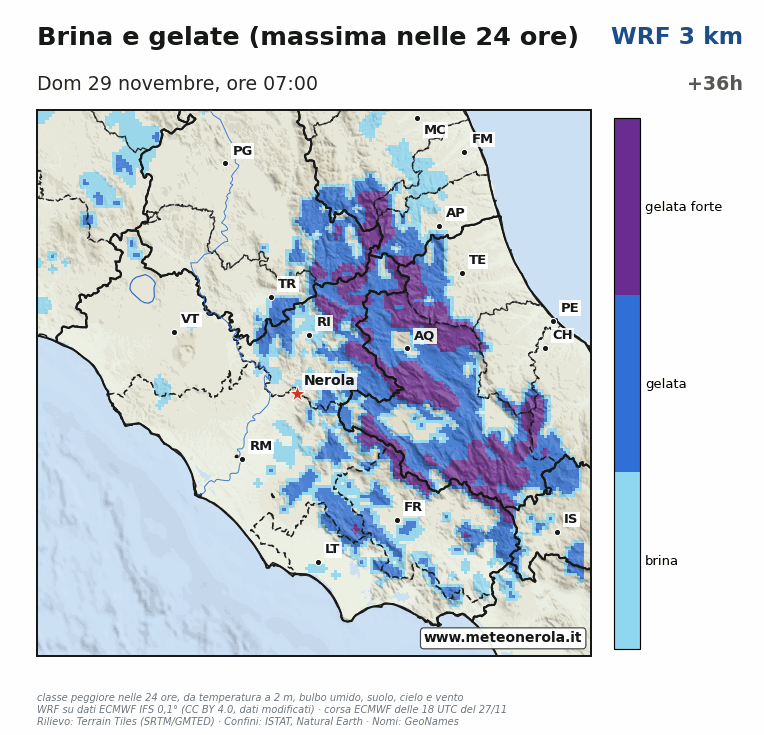 Brina e gelate (massima nelle 24 ore) WRF 3 km
Dom 29 novembre, ore 07:00 +36h
MC
FM
PG
AP
TE
TR
PE
VT
RI
AQ
CH
Nerola
RM
FR
IS
LT
www.meteonerola.it
gelata forte
gelata
brina
classe peggiore nelle 24 ore, da temperatura a 2 m, bulbo umido, suolo, cielo e vento
WRF su dati ECMWF IFS 0,1° (CC BY 4.0, dati modificati) · corsa ECMWF delle 18 UTC del 27/11
Rilievo: Terrain Tiles (SRTM/GMTED) · Confini: ISTAT, Natural Earth · Nomi: GeoNames